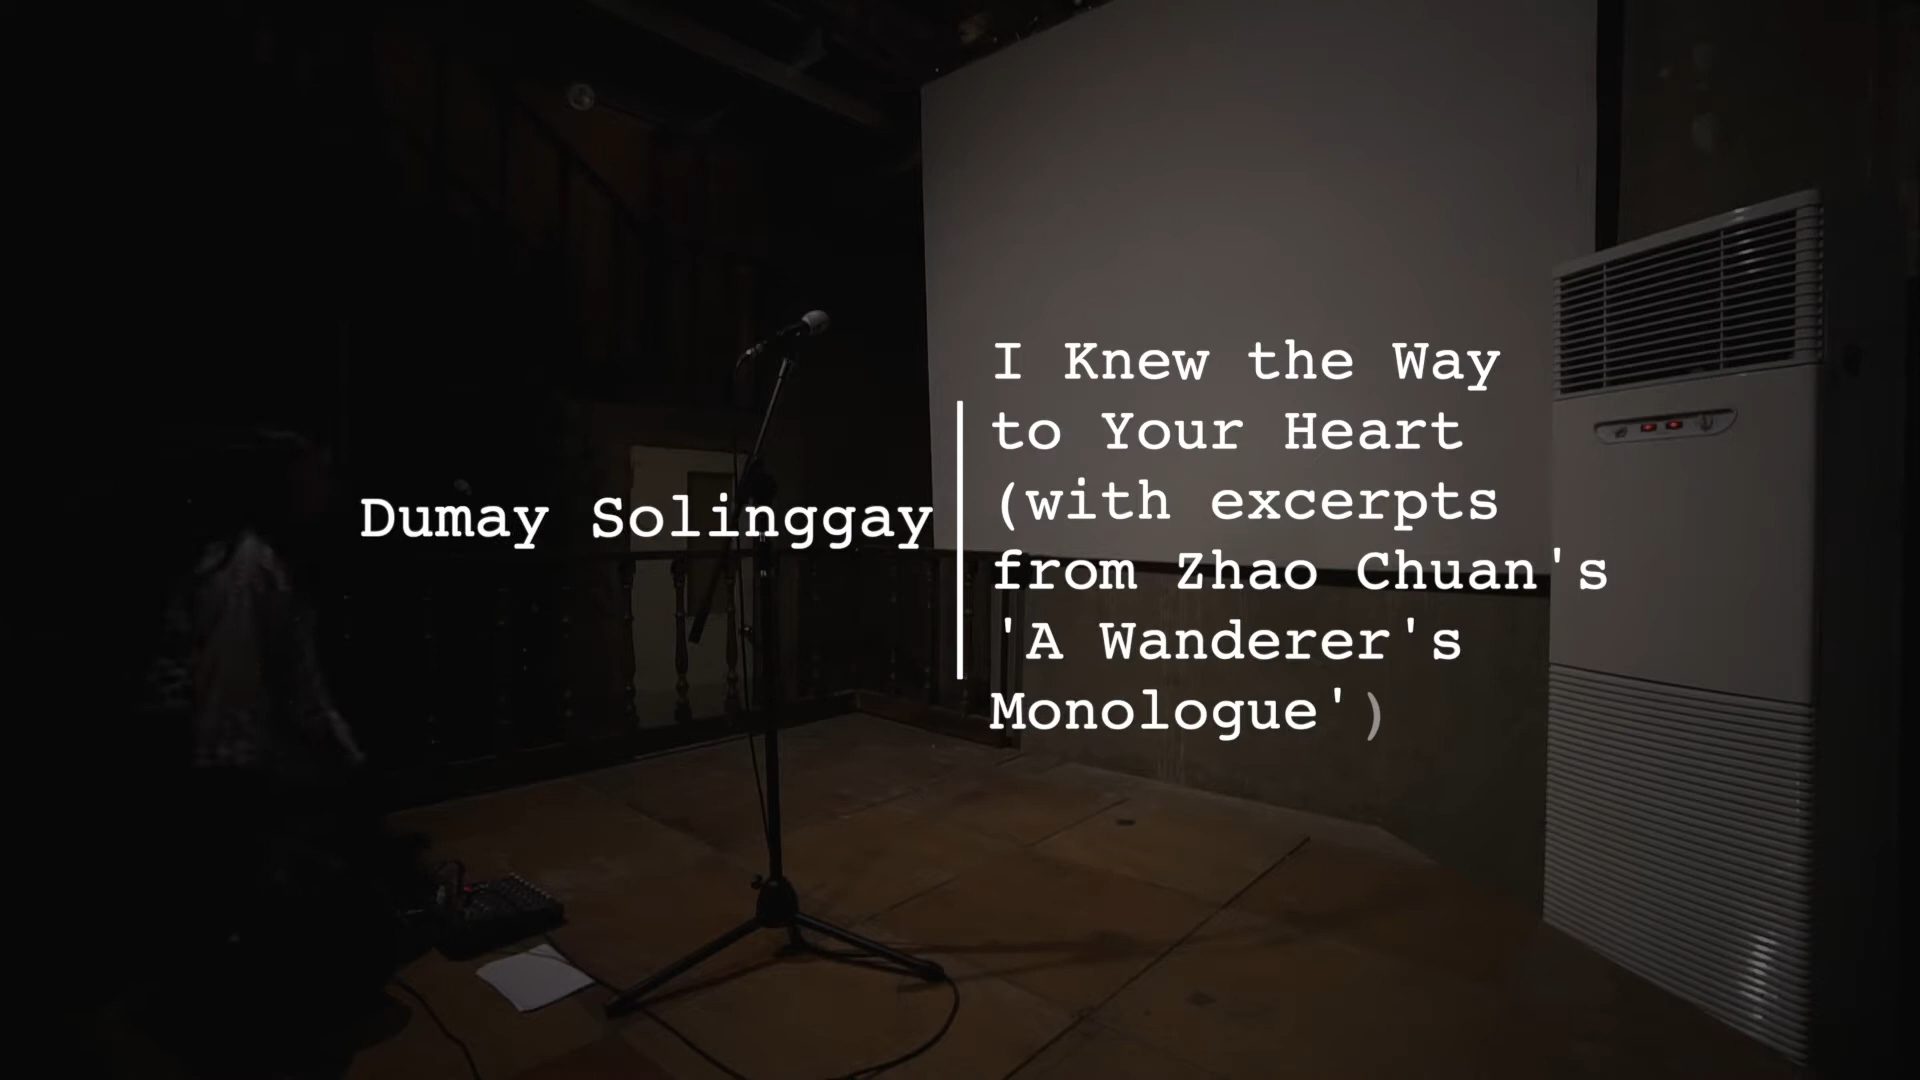 Dumay Solinggay
I Knew the Way
to Your Heart
(with excerpts
from Zhao Chuan's
'A Wanderer's
Monologue')